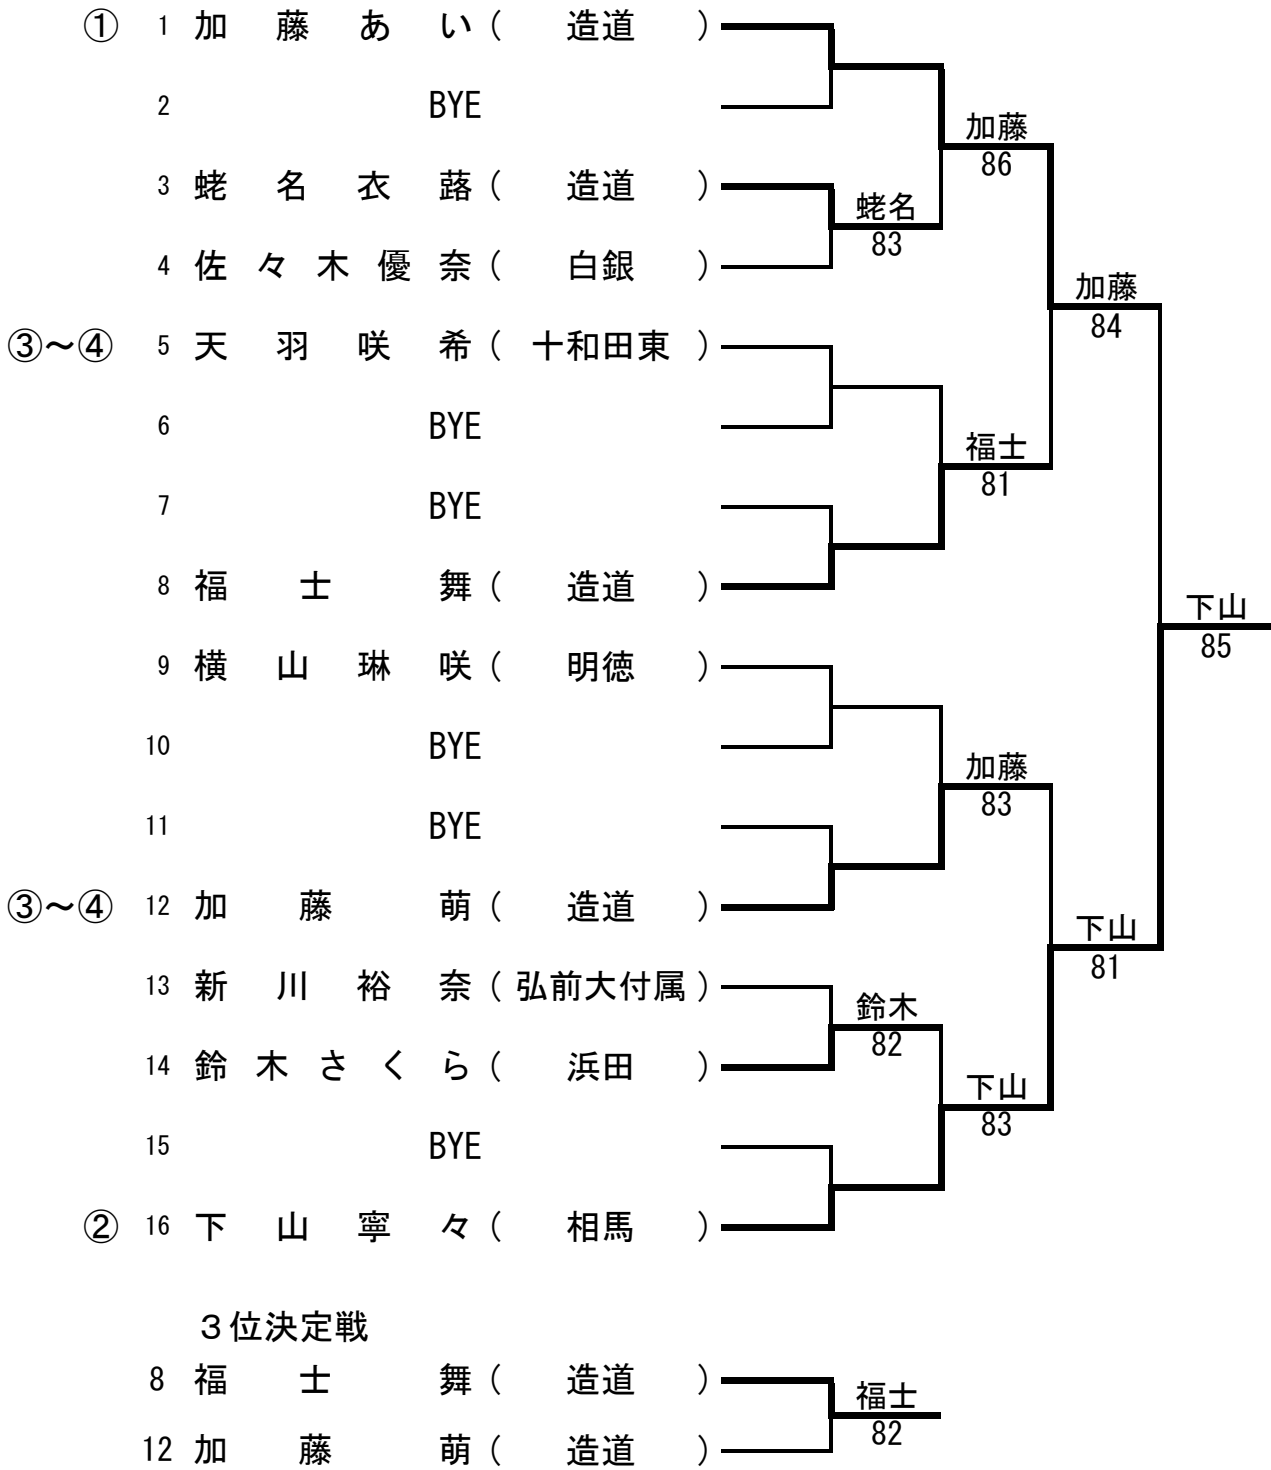 ① 1 加藤あい ( 造道 )
2 BYE
加藤
86
3 蛯名衣蕗 ( 造道 )
蛯名
83
4 佐々木優奈 ( 白銀 )
加藤
84
③～④ 5 天羽咲希 ( 十和田東 )
6 BYE
福士
81
7 BYE
8 福士舞 ( 造道 )
下山
85
9 横山琳咲 ( 明徳 )
10 BYE
加藤
83
11 BYE
③～④ 12 加藤萌 ( 造道 )
下山
81
13 新川裕奈 ( 弘前大付属 )
鈴木
82
14 鈴木さくら ( 浜田 )
下山
83
15 BYE
② 16 下山寧々 ( 相馬 )
３位決定戦
8 福士舞 ( 造道 )
福士
82
12 加藤萌 ( 造道 )